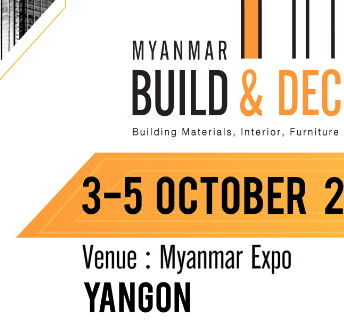 MYANMAR
BUILD & DEC
Building Materials, Interior, Furniture
3-5 OCTOBER 2
Venue : Myanmar Expo
YANGON